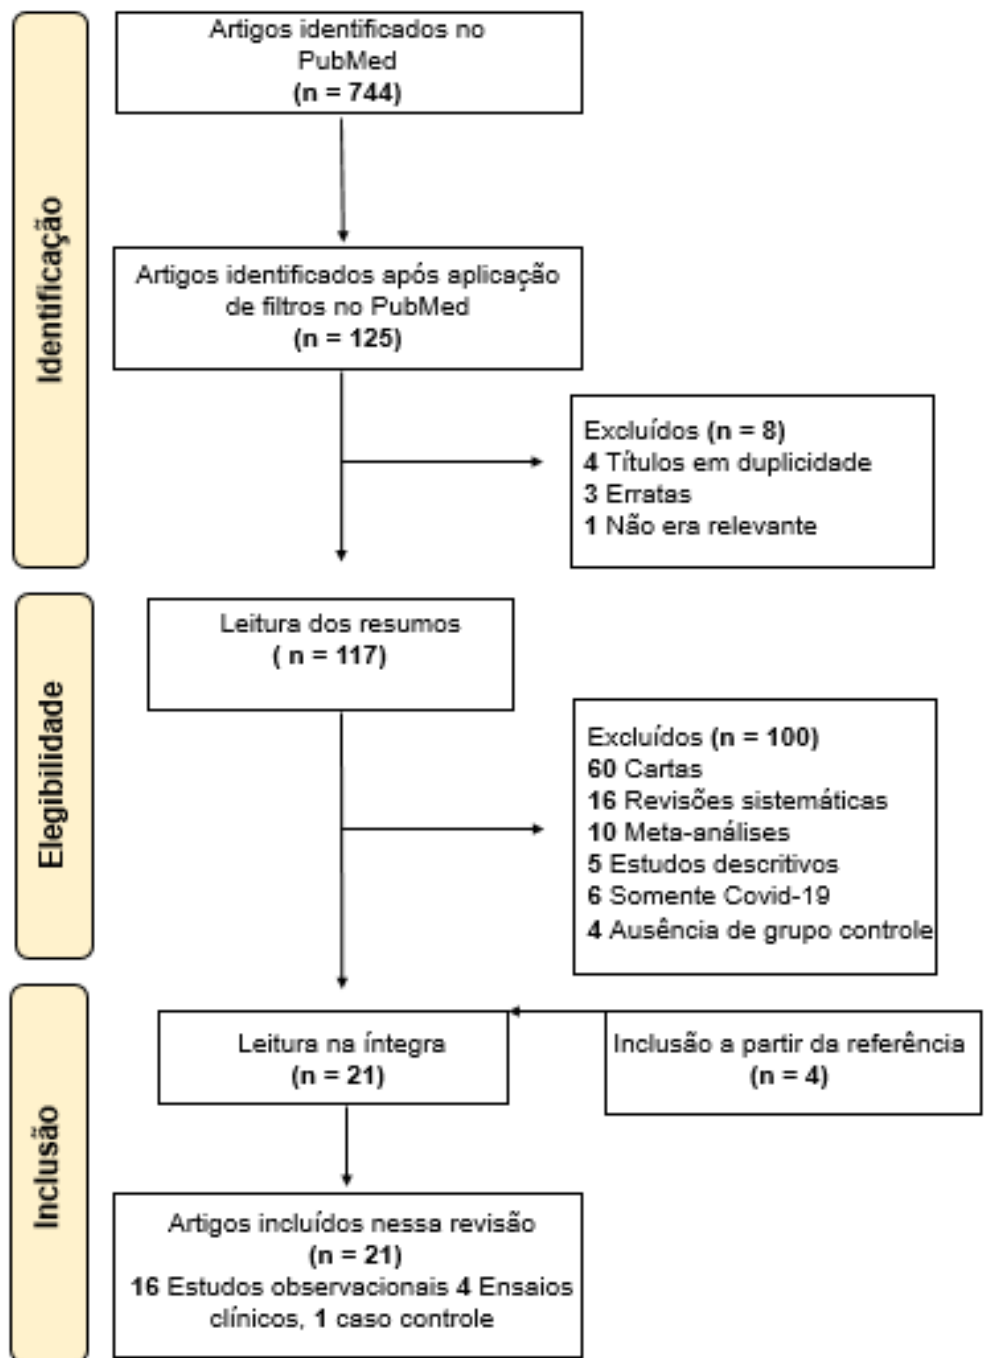 Identificação
Artigos identificados no
PubMed
(n = 744)
Artigos identificados após aplicação
de filtros no PubMed
(n = 125)
Excluídos (n = 8)
4 Títulos em duplicidade
3 Erratas
1 Não era relevante
Elegibilidade
Leitura dos resumos
( n = 117)
Excluídos (n = 100)
60 Cartas
16 Revisões sistemáticas
10 Meta-análises
5 Estudos descritivos
6 Somente Covid-19
4 Ausência de grupo controle
Inclusão
Leitura na íntegra
(n = 21)
Inclusão a partir da referência
(n = 4)
Artigos incluídos nessa revisão
(n = 21)
16 Estudos observacionais 4 Ensaios
clínicos, 1 caso controle